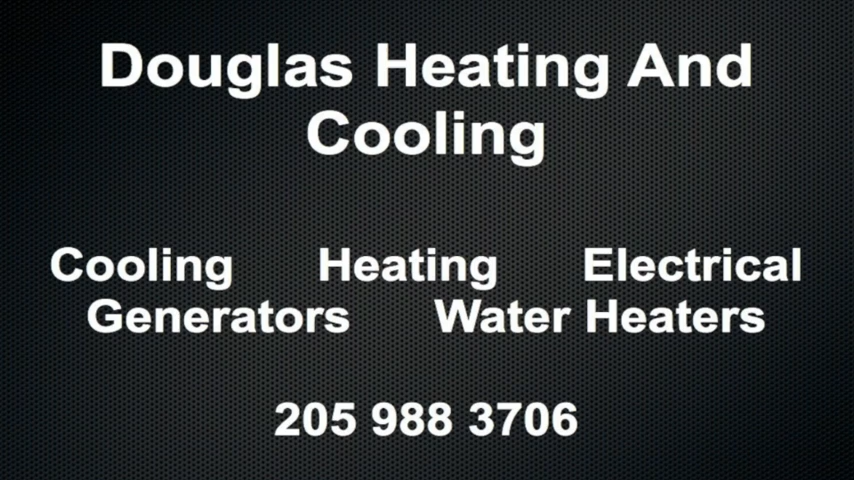 Douglas Heating And
Cooling
Cooling Heating Electrical
Generators Water Heaters
205 988 3706